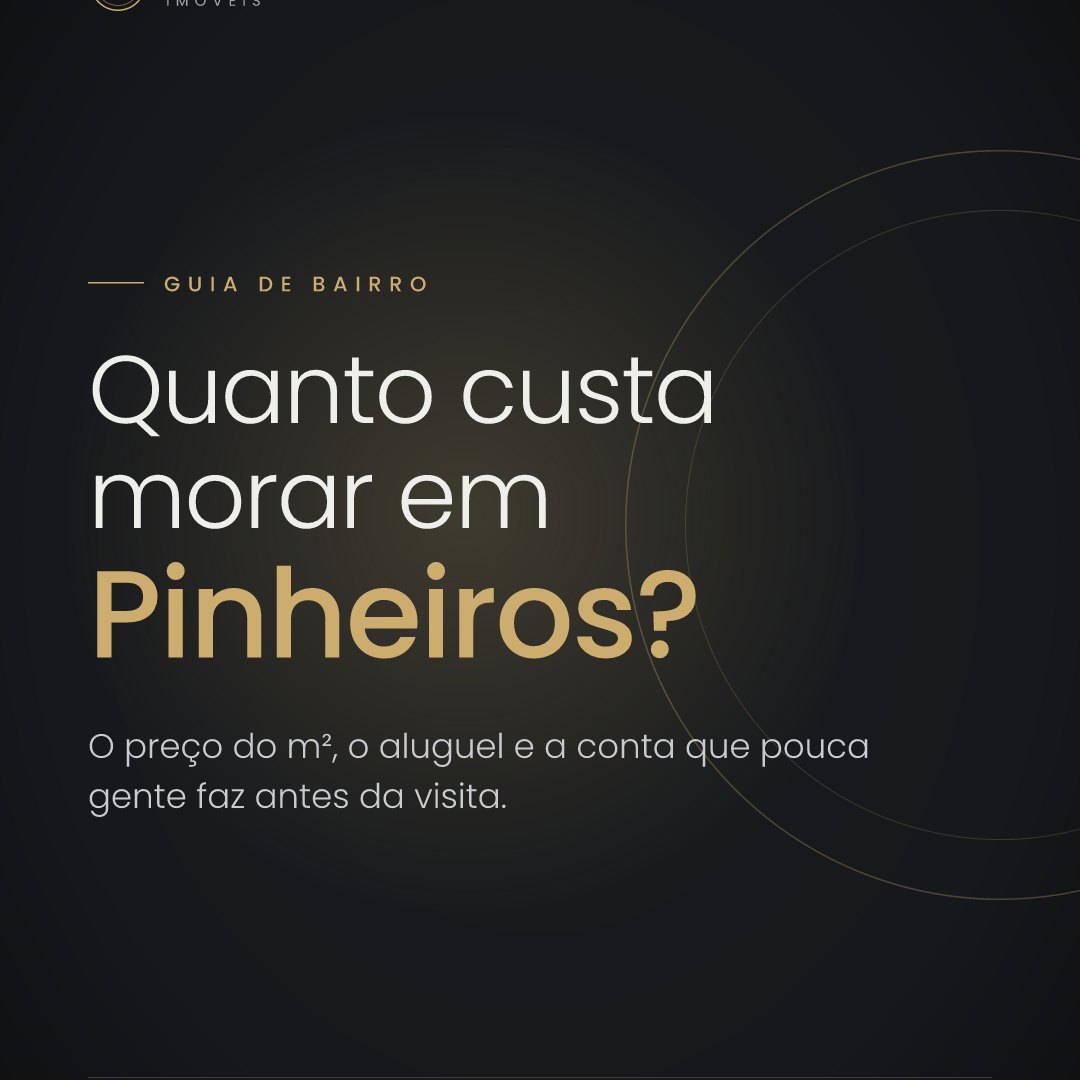 IMÓVEIS
GUIA DE BAIRRO
Quanto custa
morar em
Pinheiros?
O preço do m², o aluguel e a conta que pouca
gente faz antes da visita.